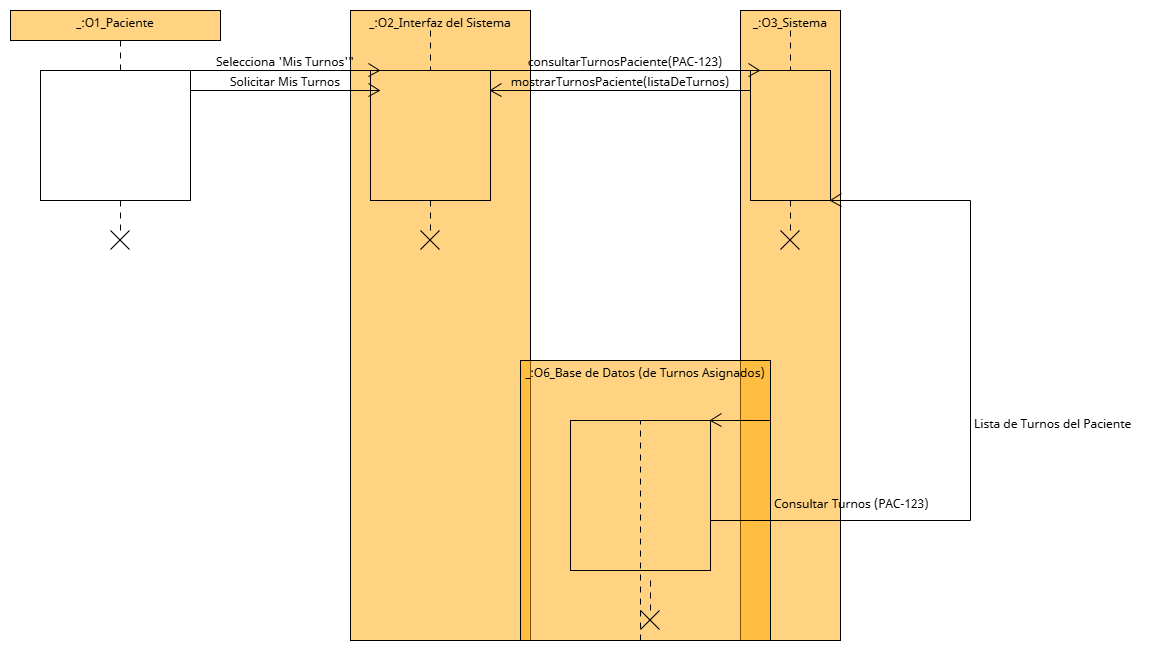 _:O1_Paciente
_:O2_Interfaz del Sistema
_:O3_Sistema
Selecciona 'Mis Turnos'"
consultarTurnosPaciente(PAC-123)
Solicitar Mis Turnos
mostrarTurnosPaciente(listaDeTurnos)
_:O6_Base de Datos (de Turnos Asignados)
Lista de Turnos del Paciente
Consultar Turnos (PAC-123)